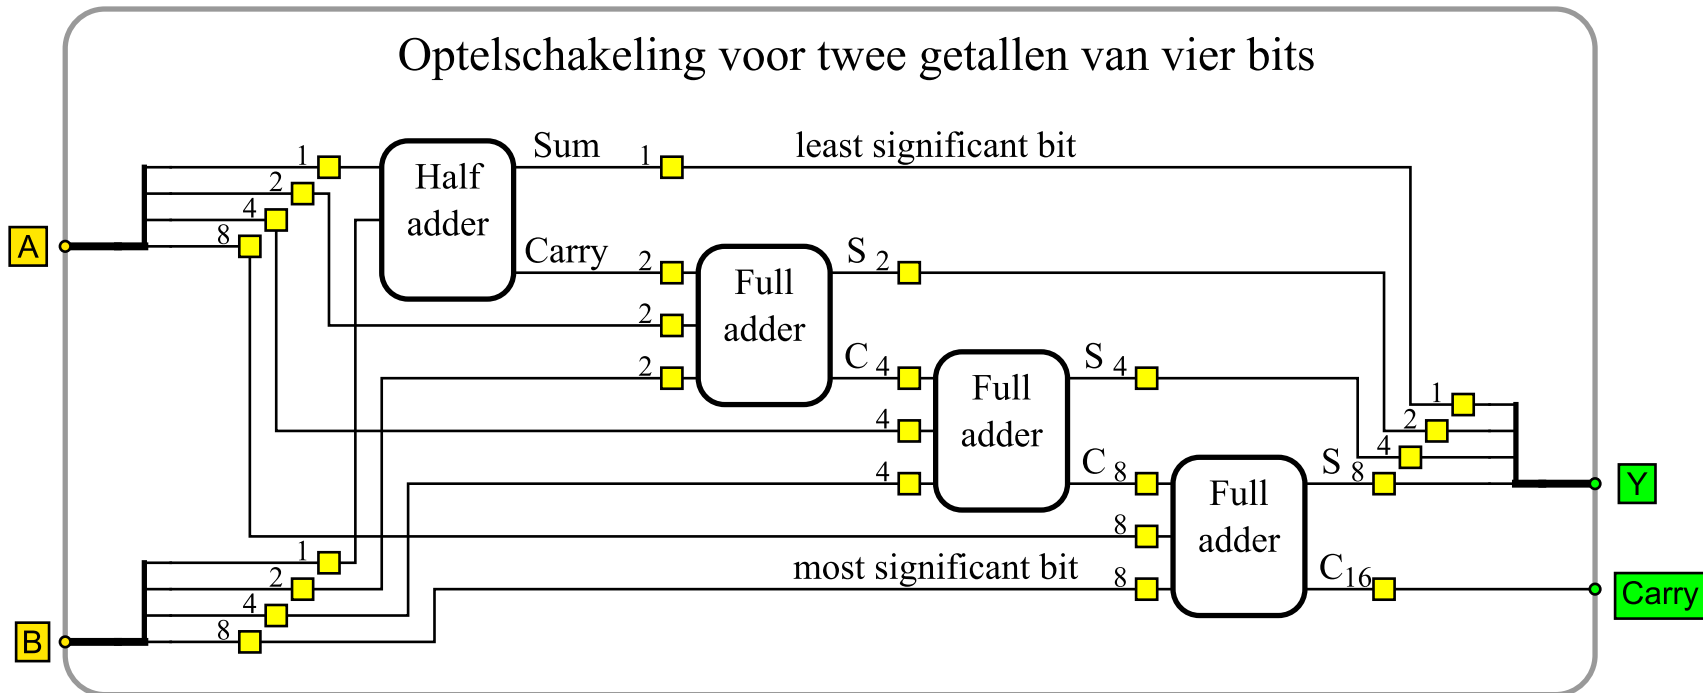 Optelschakeling voor twee getallen van vier bits
Sum
least significant bit
1
1
Half
adder
2
4
8
A
Carry
2
S 2
Full
adder
2
2
C 4
S 4
Full
adder
4
4
C 8
S 8
Full
adder
8
8
1
2
4
Y
1
2
4
8
B
most significant bit
C16
Carry